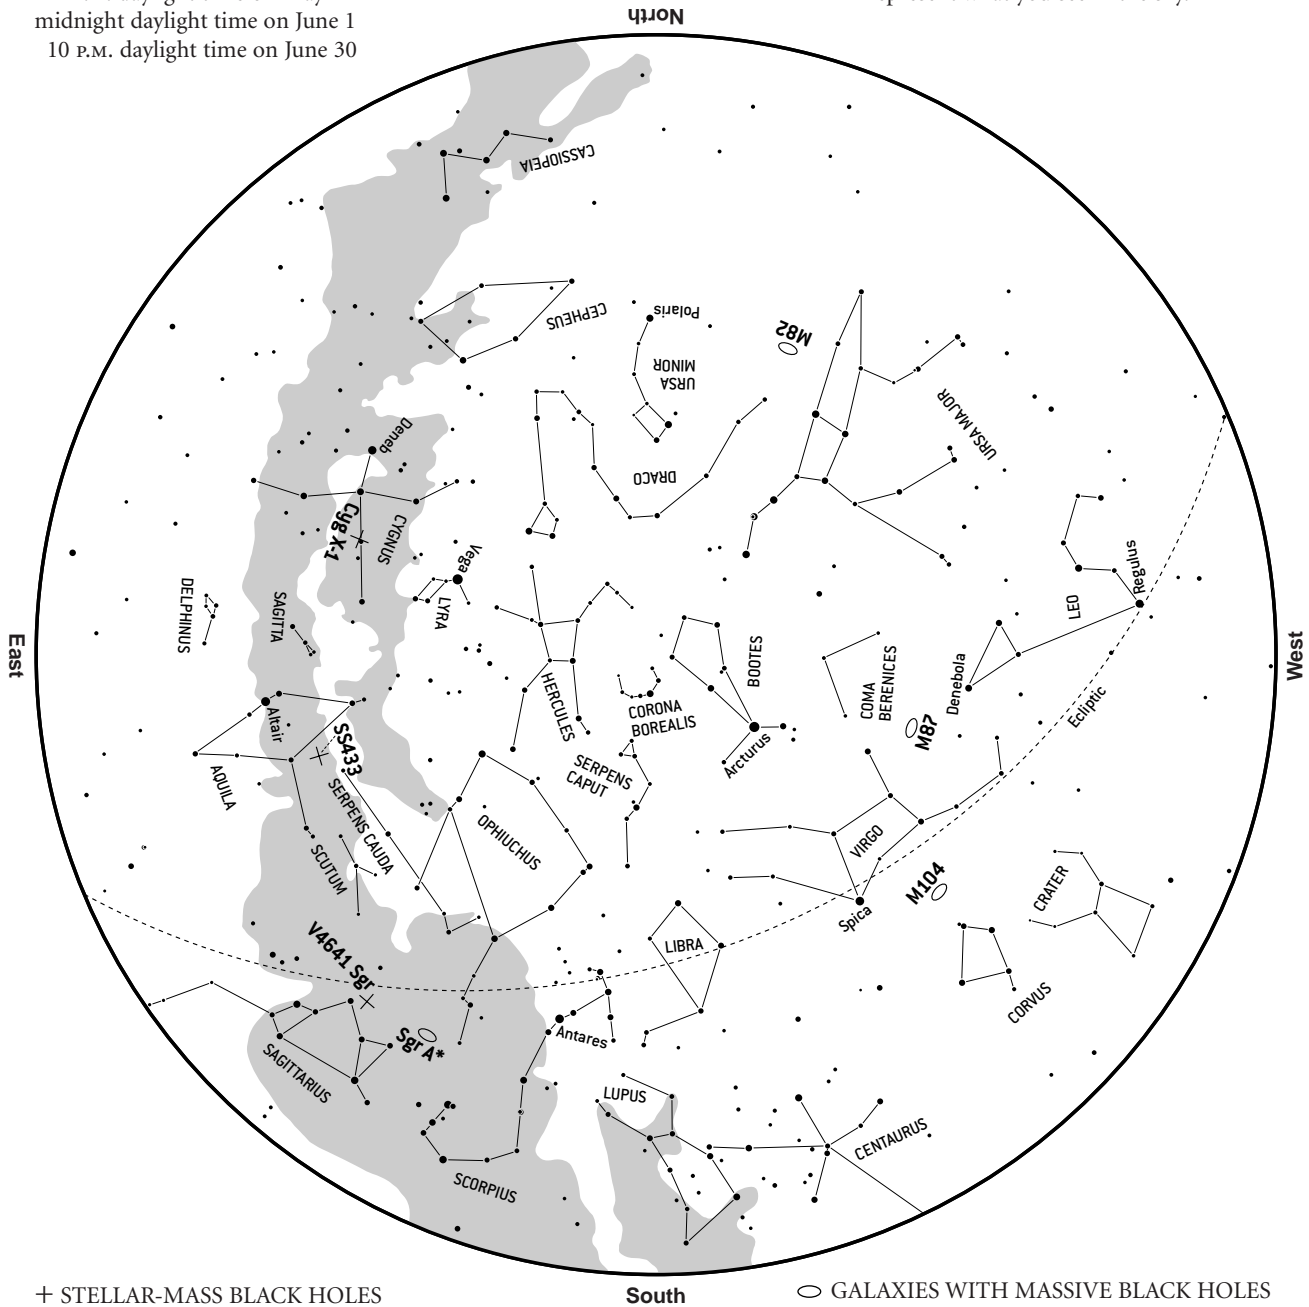 midnight daylight time on June 1
10 P.M. daylight time on June 30
North
CASSIOPEIA
CEPHEUS
Polaris
URSA
MINOR
M82
URSA MAJOR
DRACO
Deneb
Cyg X-1
CYGNUS
Vega
LYRA
DELPHINUS
SAGITTA
East
West
Regulus
LEO
Denebola
BOOTES
COMA
BERENICES
HERCULES
CORONA
BOREALIS
M87
Ecliptic
Altair
SS433
Arcturus
SERPENS
CAPUT
AQUILA
SERPENS CAUDA
OPHIUCHUS
VIRGO
SCUTUM
M104
CRATER
Spica
LIBRA
V4641 Sgr
CORVUS
Sgr A*
Antares
SAGITTARIUS
LUPUS
CENTAURUS
SCORPIUS
+ STELLAR-MASS BLACK HOLES
South
GALAXIES WITH MASSIVE BLACK HOLES